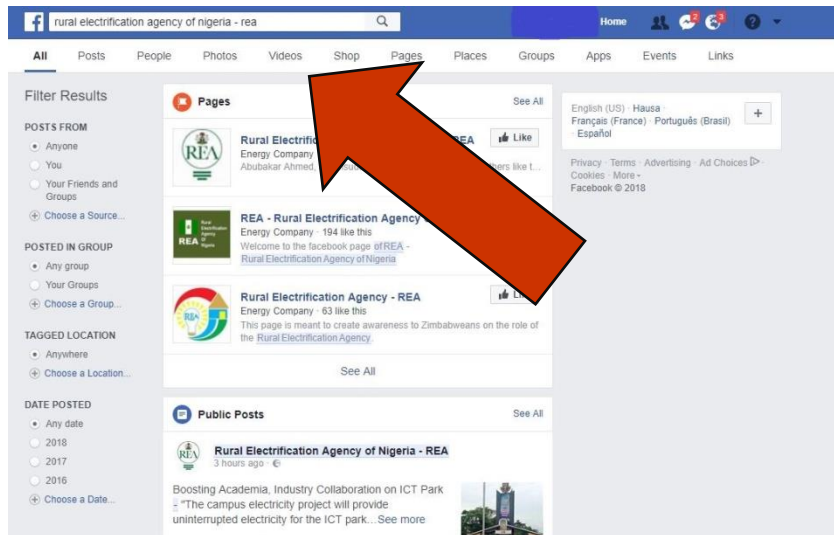 rural electrification agency of nigeria - rea
Home
2
3
?
All Posts People Photos Videos Shop Pages Places Groups Apps Events Links
Filter Results
POSTS FROM
Anyone
You
Your Friends and
Groups
Choose a Source...
POSTED IN GROUP
Any group
Your Groups
Choose a Group...
TAGGED LOCATION
Anywhere
Choose a Location...
DATE POSTED
Any date
2018
2017
2016
Choose a Date...
Pages
See All
REA
Rural REA
Like
Energy Company
Abubakar Ahmed, like t...
REA
REA - Rural Electrification Agency
Energy Company · 194 like this
Welcome to the facebook page of REA -
Rural Electrification Agency of Nigeria
REA
Rural Electrification Agency - REA
Energy Company · 63 like this
This page is meant to create awareness to Zimbabweans on the role of
the Rural Electrification Agency.
See All
Public Posts
See All
REA
Rural Electrification Agency of Nigeria - REA
3 hours ago ·
Boosting Academia, Industry Collaboration on ICT Park
- "The campus electricity project will provide
uninterrupted electricity for the ICT park... See more
English (US) · Hausa ·
Français (France) · Português (Brasil)
· Español
+
Privacy · Terms · Advertising · Ad Choices ·
Cookies · More
Facebook © 2018